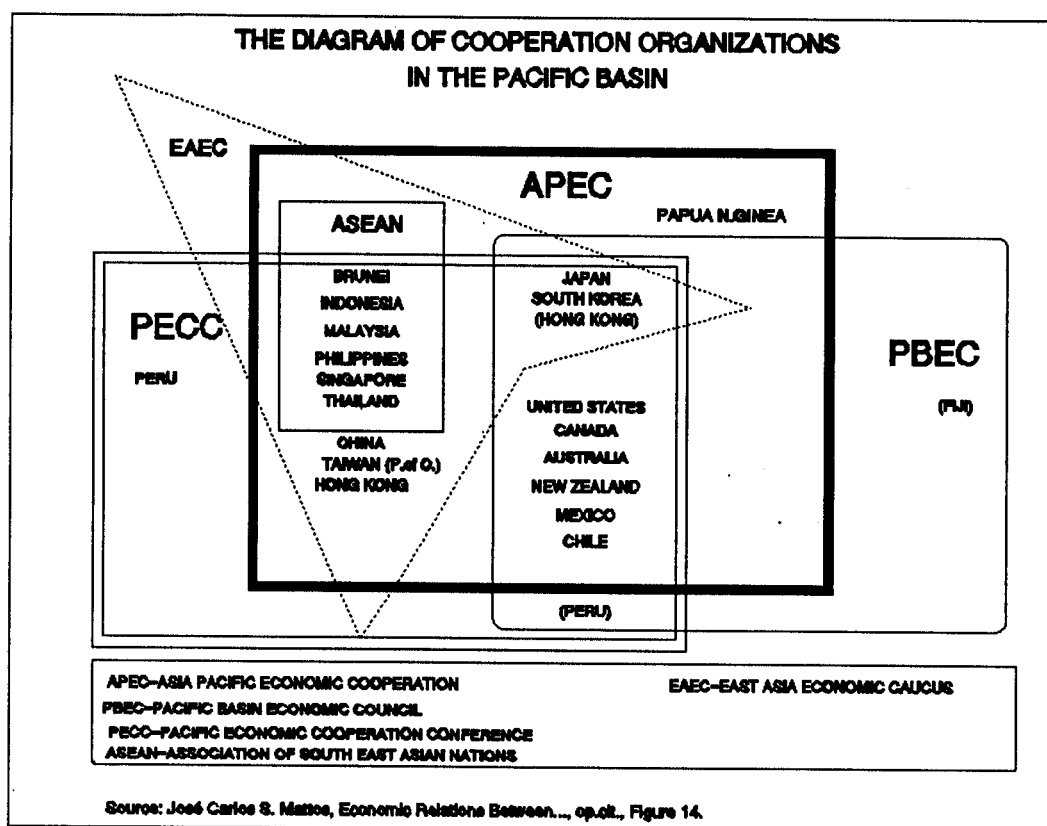 THE DIAGRAM OF COOPERATION ORGANIZATIONS
IN THE PACIFIC BASIN
EAEC
APEC
PAPUA N.GINEA
ASEAN
BRUNEI
INDONESIA
MALAYSIA
PHILIPPINES
SINGAPORE
THAILAND
CHINA
TAIWAN (P.of C.)
HONG KONG
PECC
PERU
JAPAN
SOUTH KOREA
(HONG KONG)
UNITED STATES
CANADA
AUSTRALIA
NEW ZEALAND
MEXICO
CHILE
(PERU)
PBEC
(FIJI)
APEC-ASIA PACIFIC ECONOMIC COOPERATION
EAEC-EAST ASIA ECONOMIC CAUCUS
PBEC-PACIFIC BASIN ECONOMIC COUNCIL
PECC-PACIFIC ECONOMIC COOPERATION CONFERENCE
ASEAN-ASSOCIATION OF SOUTH EAST ASIAN NATIONS
Source: José Carlos S. Mattos, Economic Relations Between..., op.cit., Figure 14.